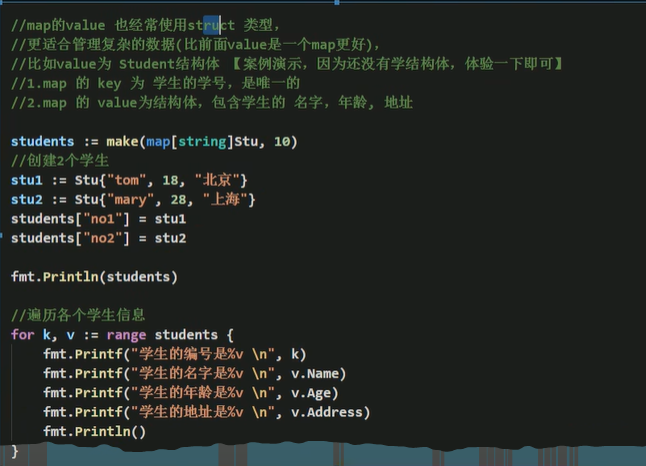 //map的value 也经常使用struct 类型，
//更适合管理复杂的数据(比前面value是一个map更好)，
//比如value为 Student结构体 【案例演示，因为还没有学结构体，体验一下即可】
//1.map 的 key 为 学生的学号，是唯一的
//2.map 的 value为结构体，包含学生的 名字，年龄, 地址
students := make(map[string]Stu, 10)
//创建2个学生
stu1 := Stu{"tom", 18, "北京"}
stu2 := Stu{"mary", 28, "上海"}
students["no1"] = stu1
students["no2"] = stu2
fmt.Println(students)
//遍历各个学生信息
for k, v := range students {
    fmt.Printf("学生的编号是%v \n", k)
    fmt.Printf("学生的名字是%v \n", v.Name)
    fmt.Printf("学生的年龄是%v \n", v.Age)
    fmt.Printf("学生的地址是%v \n", v.Address)
    fmt.Println()
}